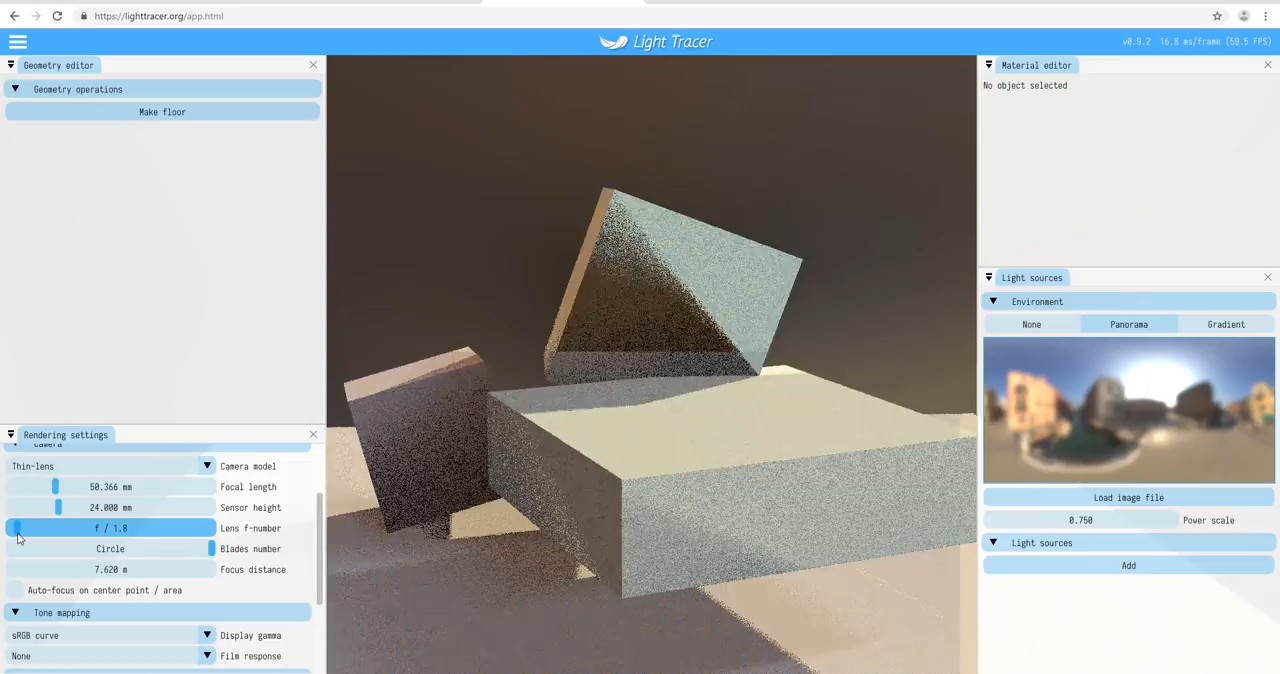 https://lighttracer.org/app.html
Light Tracer
v0.9.2 16.8 ms/frame (59.5 FPS)
Geometry editor
Geometry operations
Make floor
Rendering settings
Camera
Thin-lens Camera model
50.366 mm Focal length
24.000 mm Sensor height
f / 1.8 Lens f-number
Circle Blades number
7.620 m Focus distance
Auto-focus on center point / area
Tone mapping
sRGB curve Display gamma
None Film response
Material editor
No object selected
Light sources
Environment
None Panorama Gradient
Load image file
0.750 Power scale
Light sources
Add